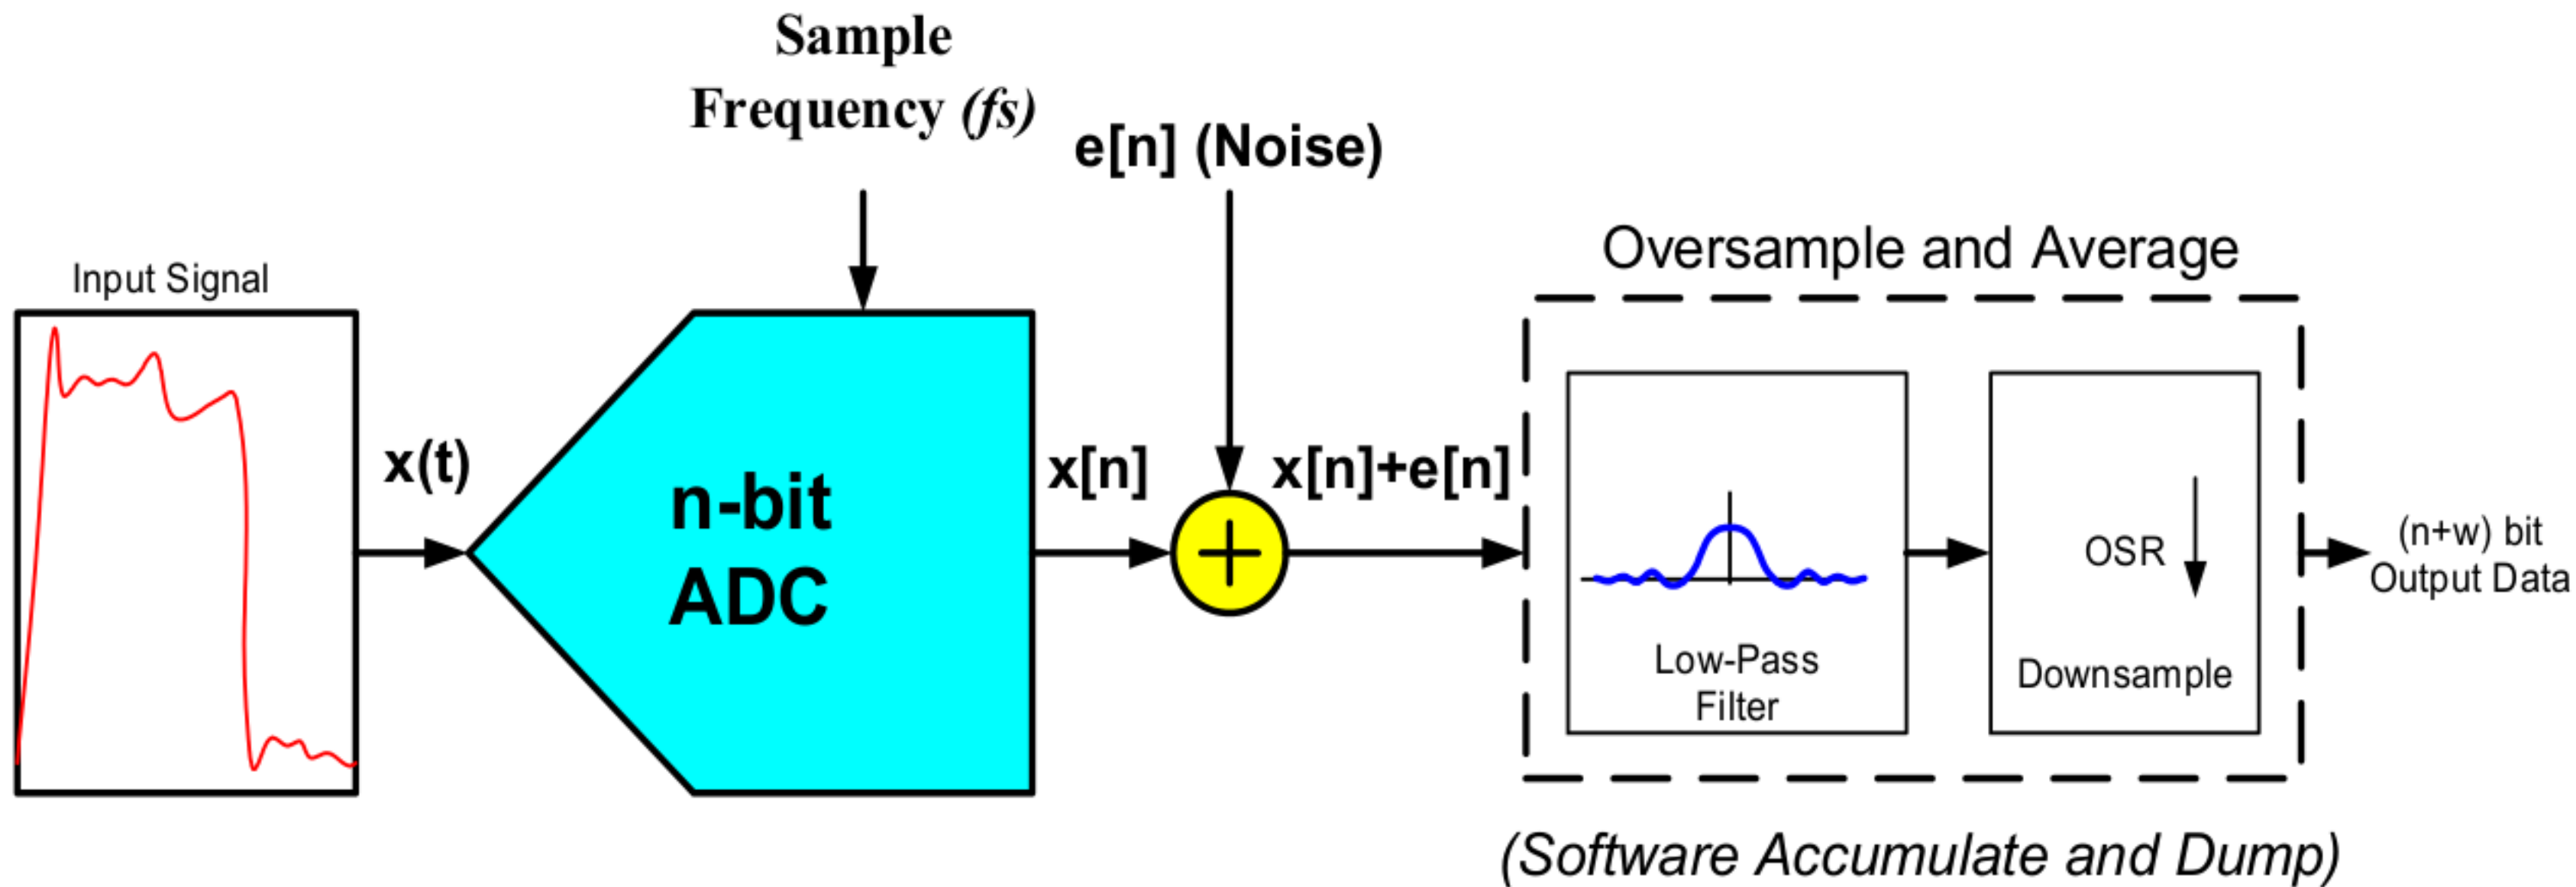 Sample
Frequency (fs)
e[n] (Noise)
Oversample and Average
Input Signal
x(t)
n-bit
ADC
x[n]
x[n]+e[n]
Low-Pass
Filter
OSR
Downsample
(n+w) bit
Output Data
(Software Accumulate and Dump)